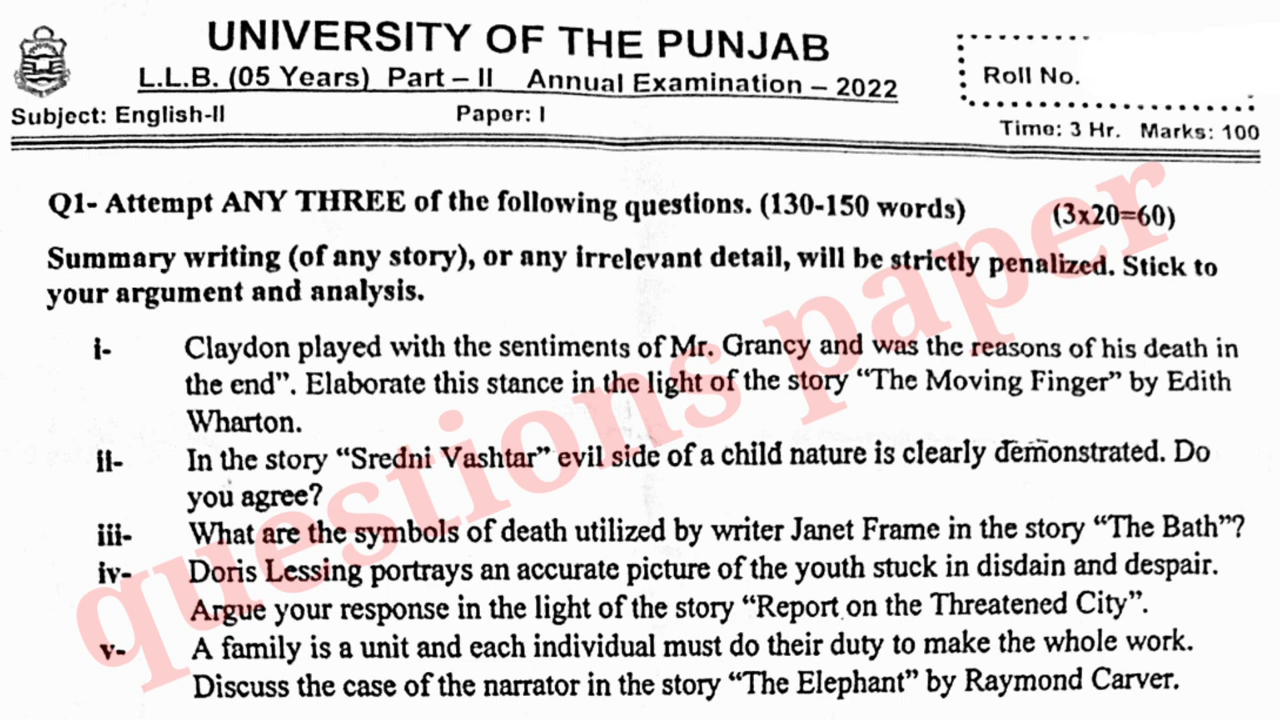 UNIVERSITY OF THE PUNJAB
L.L.B. (05 Years) Part – II Annual Examination – 2022
Roll No.
Subject: English-II Paper: I
Time: 3 Hr. Marks: 100
Q1- Attempt ANY THREE of the following questions. (130-150 words) (3x20=60)
Summary writing (of any story), or any irrelevant detail, will be strictly penalized. Stick to
your argument and analysis.
i- Claydon played with the sentiments of Mr. Grancy and was the reasons of his death in
the end”. Elaborate this stance in the light of the story “The Moving Finger” by Edith
Wharton.
ii- In the story “Sredni Vashtar” evil side of a child nature is clearly demonstrated. Do
you agree?
iii- What are the symbols of death utilized by writer Janet Frame in the story “The Bath”?
iv- Doris Lessing portrays an accurate picture of the youth stuck in disdain and despair.
Argue your response in the light of the story “Report on the Threatened City”.
v- A family is a unit and each individual must do their duty to make the whole work.
Discuss the case of the narrator in the story “The Elephant” by Raymond Carver.
questions paper